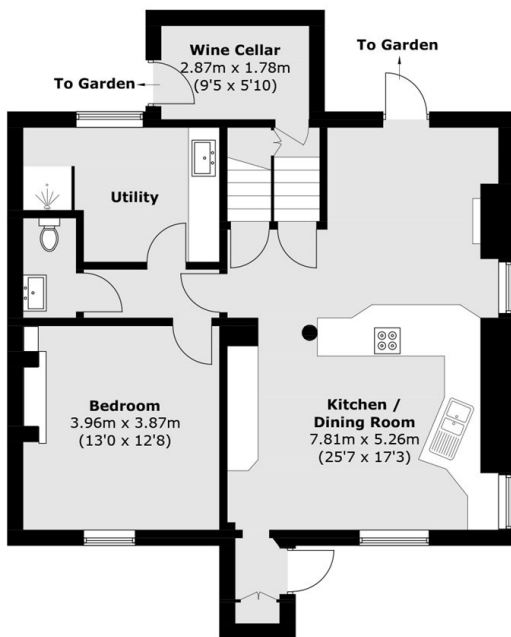 To Garden
Wine Cellar
2.87m x 1.78m
(9'5 x 5'10)
To Garden
Utility
Bedroom
3.96m x 3.87m
(13'0 x 12'8)
Kitchen /
Dining Room
7.81m x 5.26m
(25'7 x 17'3)